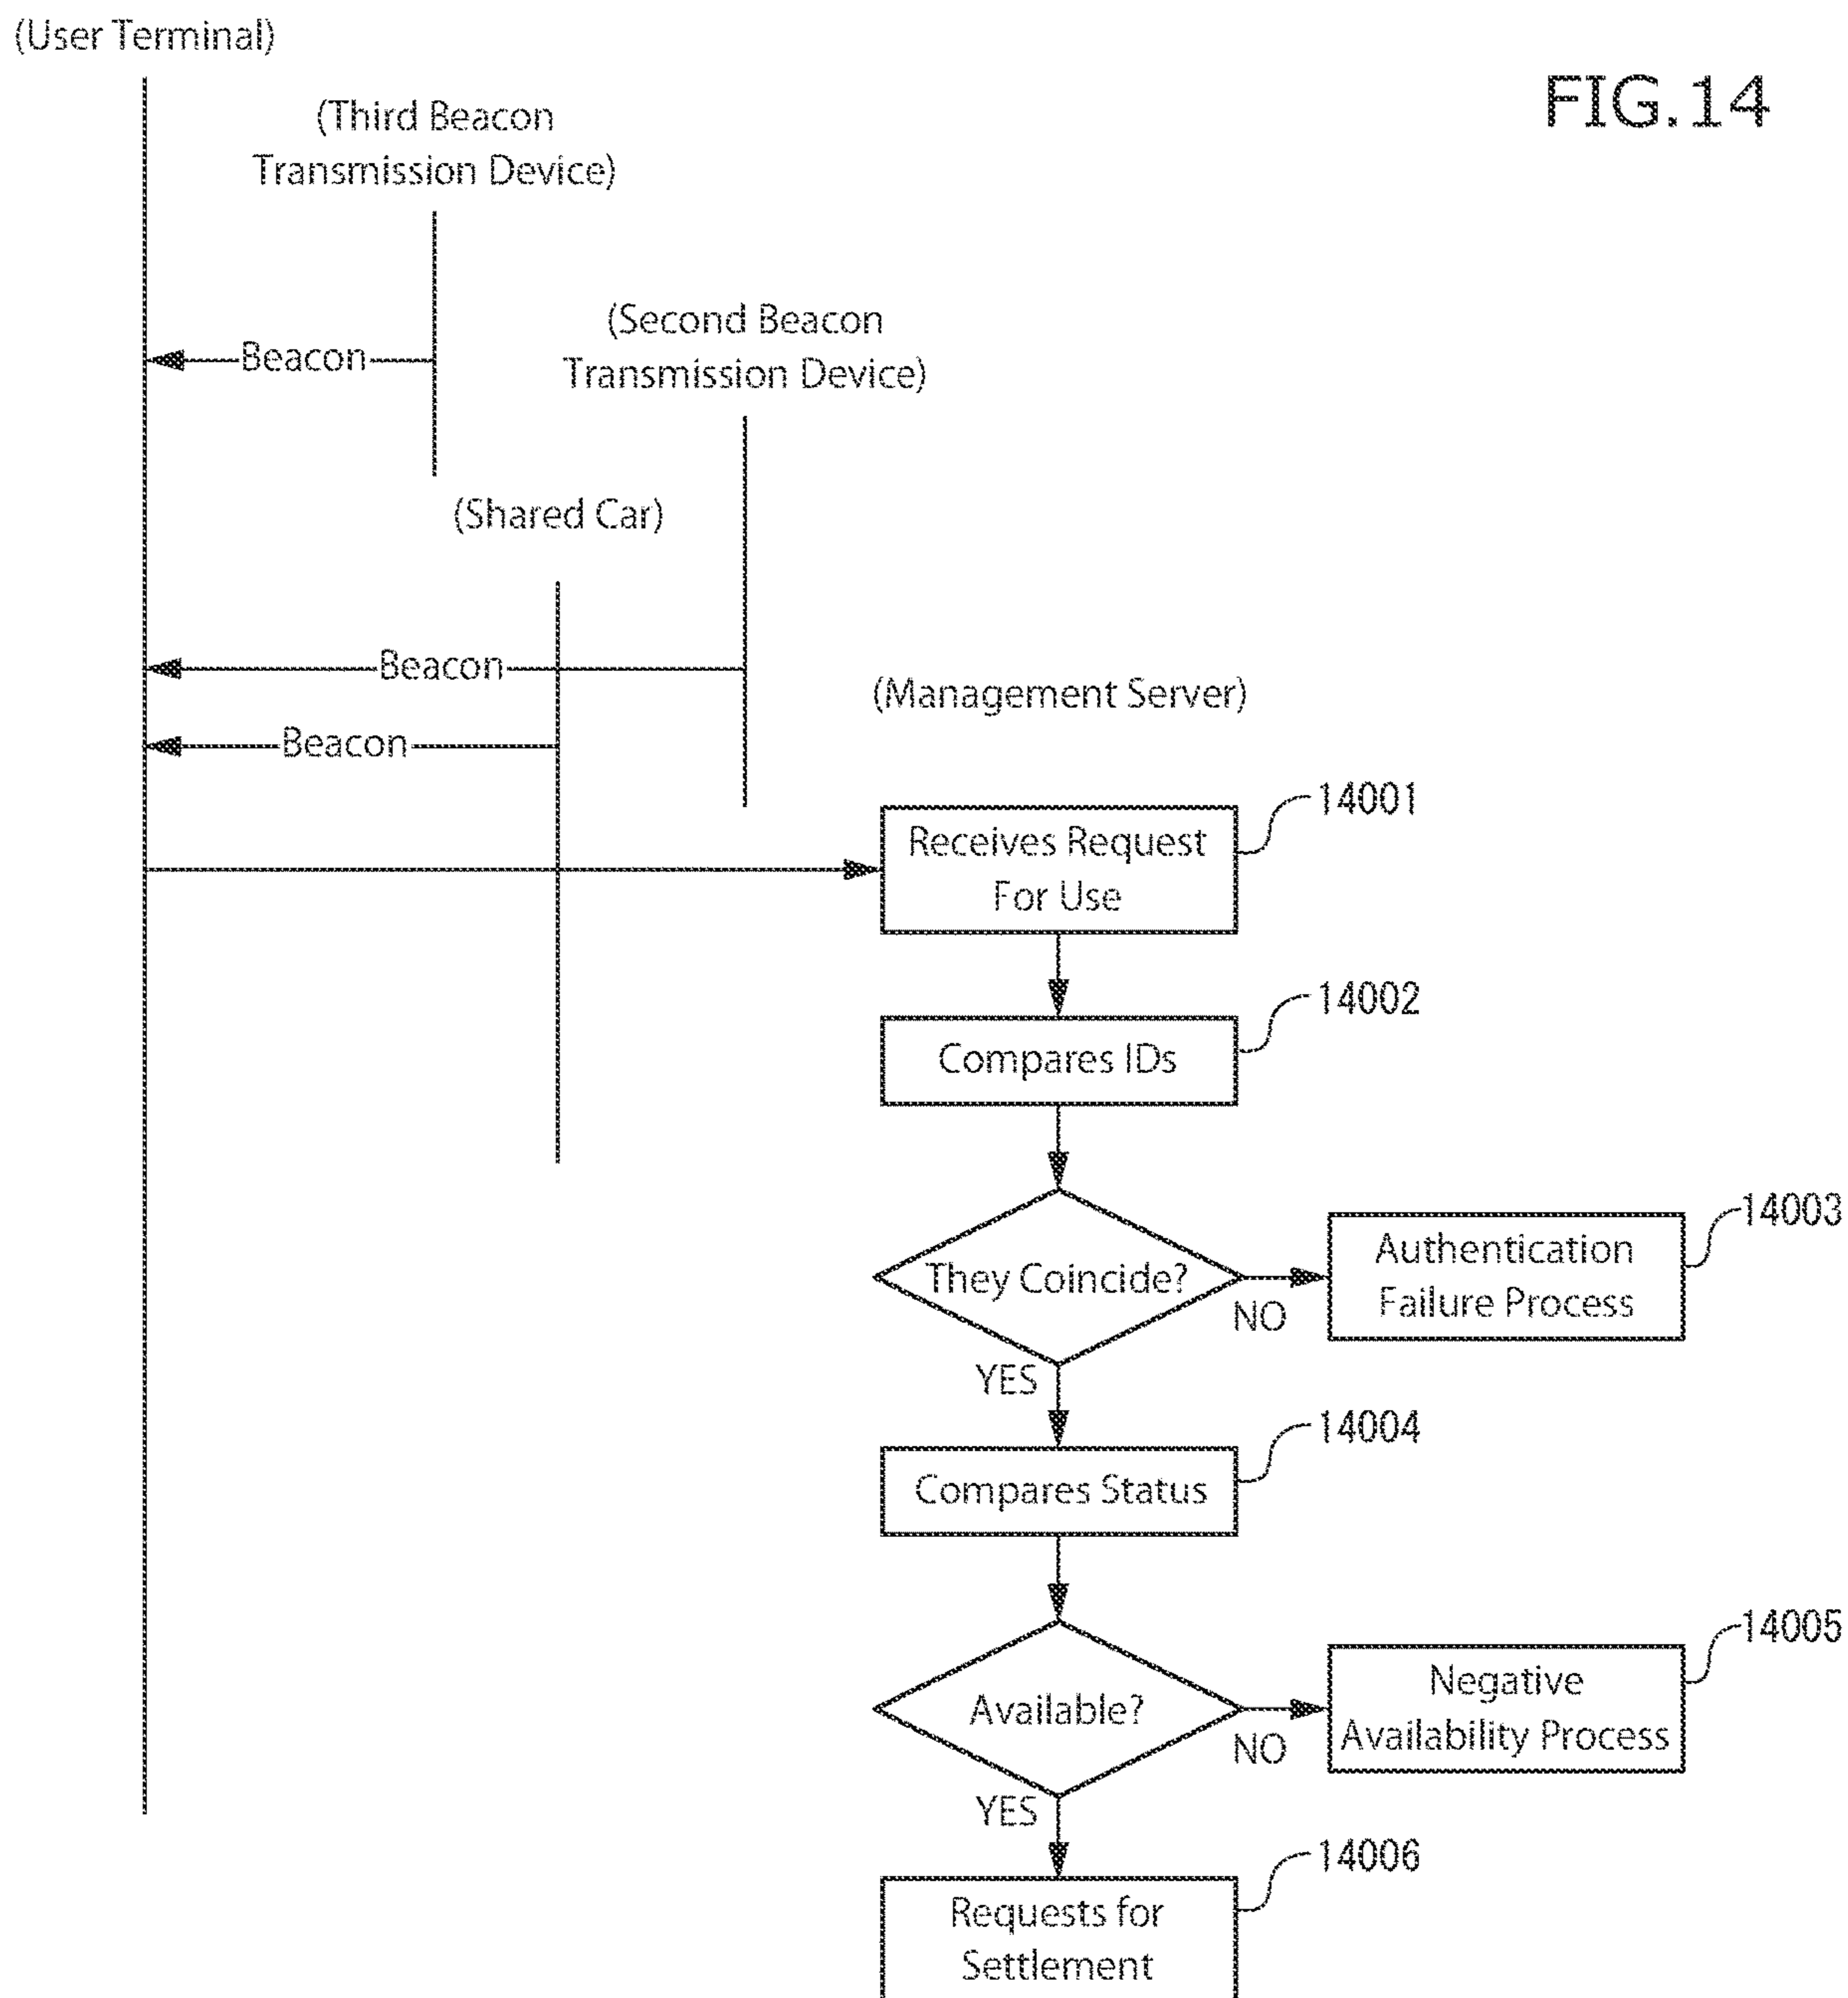 (User Terminal)
FIG.14
(Third Beacon
Transmission Device)
(Second Beacon
Transmission Device)
Beacon
(Shared Car)
Beacon
(Management Server)
Beacon
14001
Receives Request
For Use
14002
Compares IDs
14003
They Coincide?
NO
Authentication
Failure Process
YES
14004
Compares Status
14005
Available?
NO
Negative
Availability Process
YES
14006
Requests for
Settlement